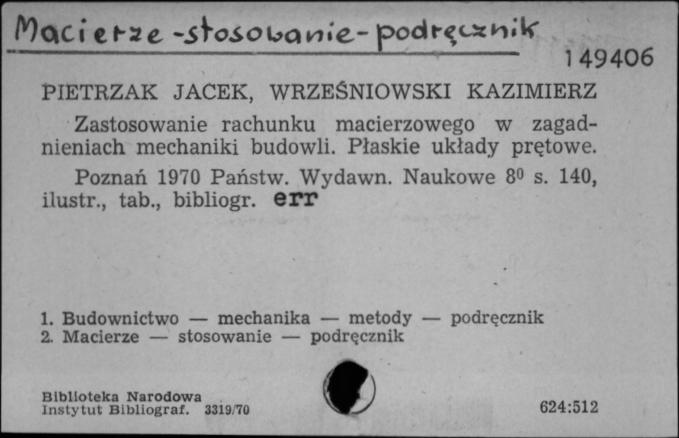 Macierze - stosowanie - podręcznik
149406
PIETRZAK JACEK, WRZEŚNIOWSKI KAZIMIERZ
Zastosowanie rachunku macierzowego w zagad-
nieniach mechaniki budowli. Płaskie układy prętowe.
Poznań 1970 Państw. Wydawn. Naukowe 8⁰ s. 140,
ilustr., tab., bibliogr. err
1. Budownictwo — mechanika — metody — podręcznik
2. Macierze — stosowanie — podręcznik
Biblioteka Narodowa
Instytut Bibliograf. 3319/70
624:512